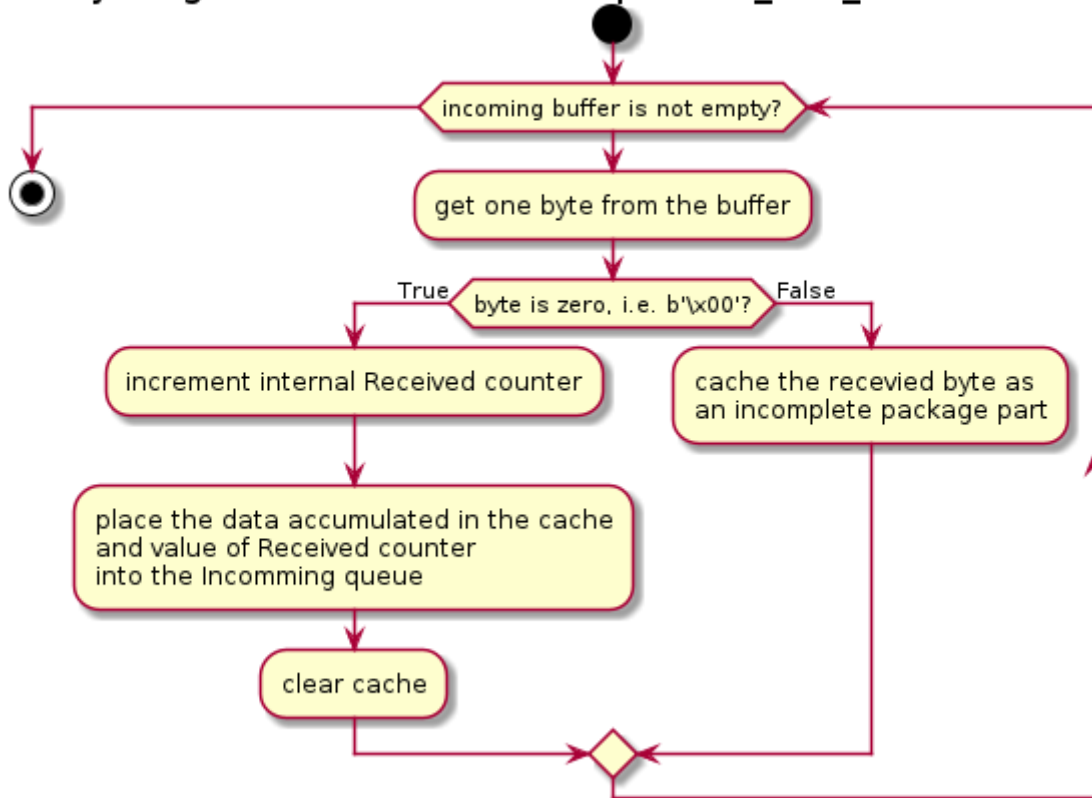 incoming buffer is not empty?
get one byte from the buffer
True
byte is zero, i.e. b'\x00'?
False
increment internal Received counter
cache the recevied byte as
an incomplete package part
place the data accumulated in the cache
and value of Received counter
into the Incomming queue
clear cache